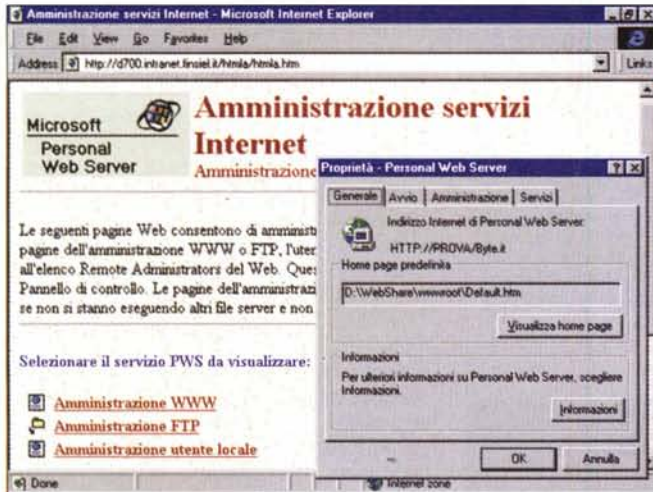 Amministrazione servizi Internet - Microsoft Internet Explorer
File Edit View Go Favorites Help
Address http://d700.intranet.finsiel.it/htmla/htmla.htm Links
Microsoft
Personal
Web Server
Amministrazione servizi
Internet
Amministrazione
Le seguenti pagine Web consentono di amminist
pagine dell'amministrazione WWW o FTP, l'uter
all'elenco Remote Administrators del Web. Ques
Pannello di controllo. Le pagine dell'amministrazi
se non si stanno eseguendo altri file server e non
Selezionare il servizio PWS da visualizzare:
Amministrazione WWW
Amministrazione FTP
Amministrazione utente locale
Done
Internet zone
Proprietà - Personal Web Server
Generale Avvio Amministrazione Servizi
Indirizzo Internet di Personal Web Server:
HTTP://PROVA/Byte.it
Home page predefinita
D:\WebShare\wwwroot\Default.htm
Visualizza home page
Informazioni
Per ulteriori informazioni su Personal Web Server, scegliere
Informazioni.
Informazioni
OK Annulla